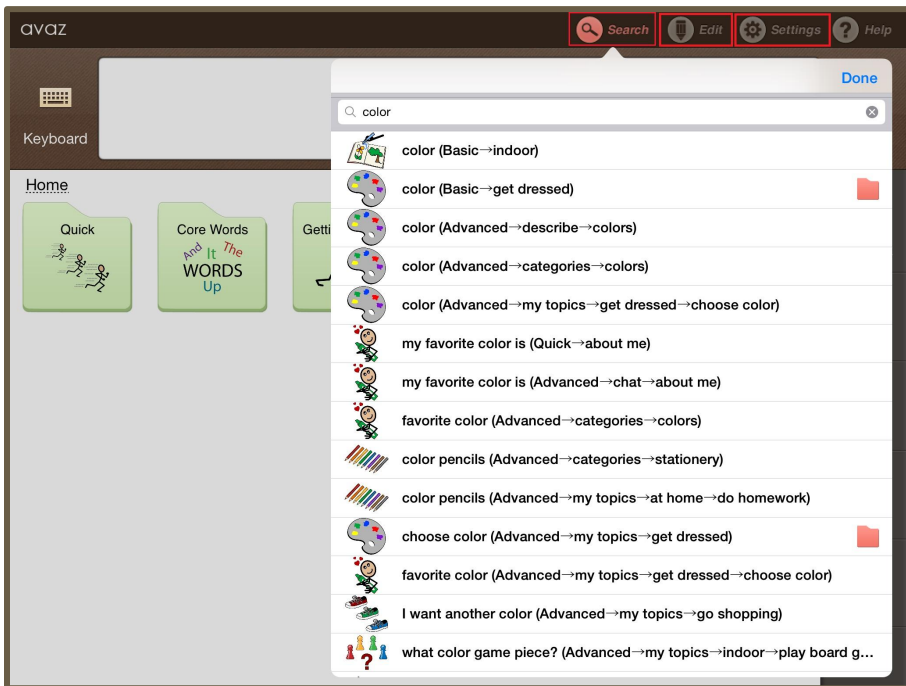 avaz
Search
Edit
Settings
Help
Keyboard
Done
color
color (Basic→indoor)
color (Basic→get dressed)
color (Advanced→describe→colors)
color (Advanced→categories→colors)
color (Advanced→my topics→get dressed→choose color)
my favorite color is (Quick→about me)
my favorite color is (Advanced→chat→about me)
favorite color (Advanced→categories→colors)
color pencils (Advanced→categories→stationery)
color pencils (Advanced→my topics→at home→do homework)
choose color (Advanced→my topics→get dressed)
favorite color (Advanced→my topics→get dressed→choose color)
I want another color (Advanced→my topics→go shopping)
what color game piece? (Advanced→my topics→indoor→play board g...
Home
Quick
Core Words
And It The
WORDS
Up
Getti